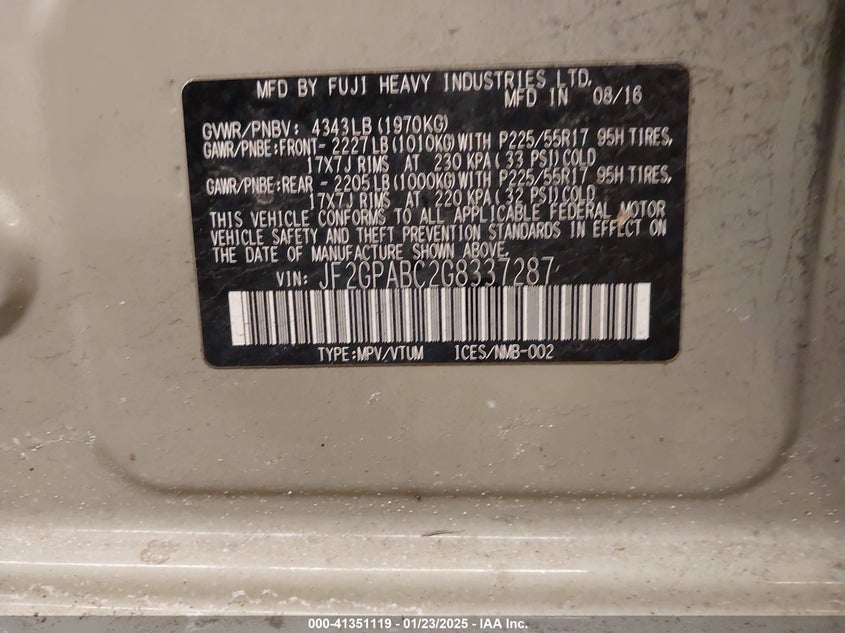 MFD BY FUJI HEAVY INDUSTRIES LTD.
MFD IN 08/16
GVWR/PNBV: 4343LB (1970KG)
GAWR/PNBE:FRONT-2227LB(1010KG)WITH P225/55R17 95H TIRES,
17X7J RIMS AT 230 KPA(33 PSI)COLD
GAWR/PNBE:REAR -2205LB(1000KG)WITH P225/55R17 95H TIRES,
17X7J RIMS AT 220 KPA(32 PSI)COLD
THIS VEHICLE CONFORMS TO ALL APPLICABLE FEDERAL MOTOR
VEHICLE SAFETY AND THEFT PREVENTION STANDARDS IN EFFECT ON
THE DATE OF MANUFACTURE SHOWN ABOVE.
VIN: JF2GPABC2G8337287
TYPE:MPV/VTUM ICES/NMB-002
000-41351119 - 01/23/2025 - IAA Inc.